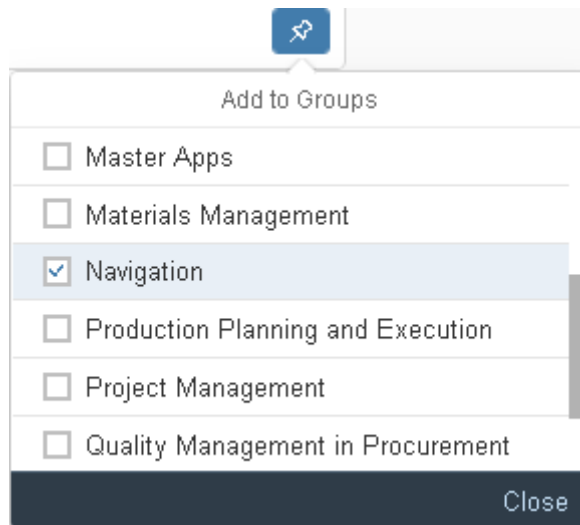 Add to Groups
Master Apps
Materials Management
Navigation
Production Planning and Execution
Project Management
Quality Management in Procurement
Close